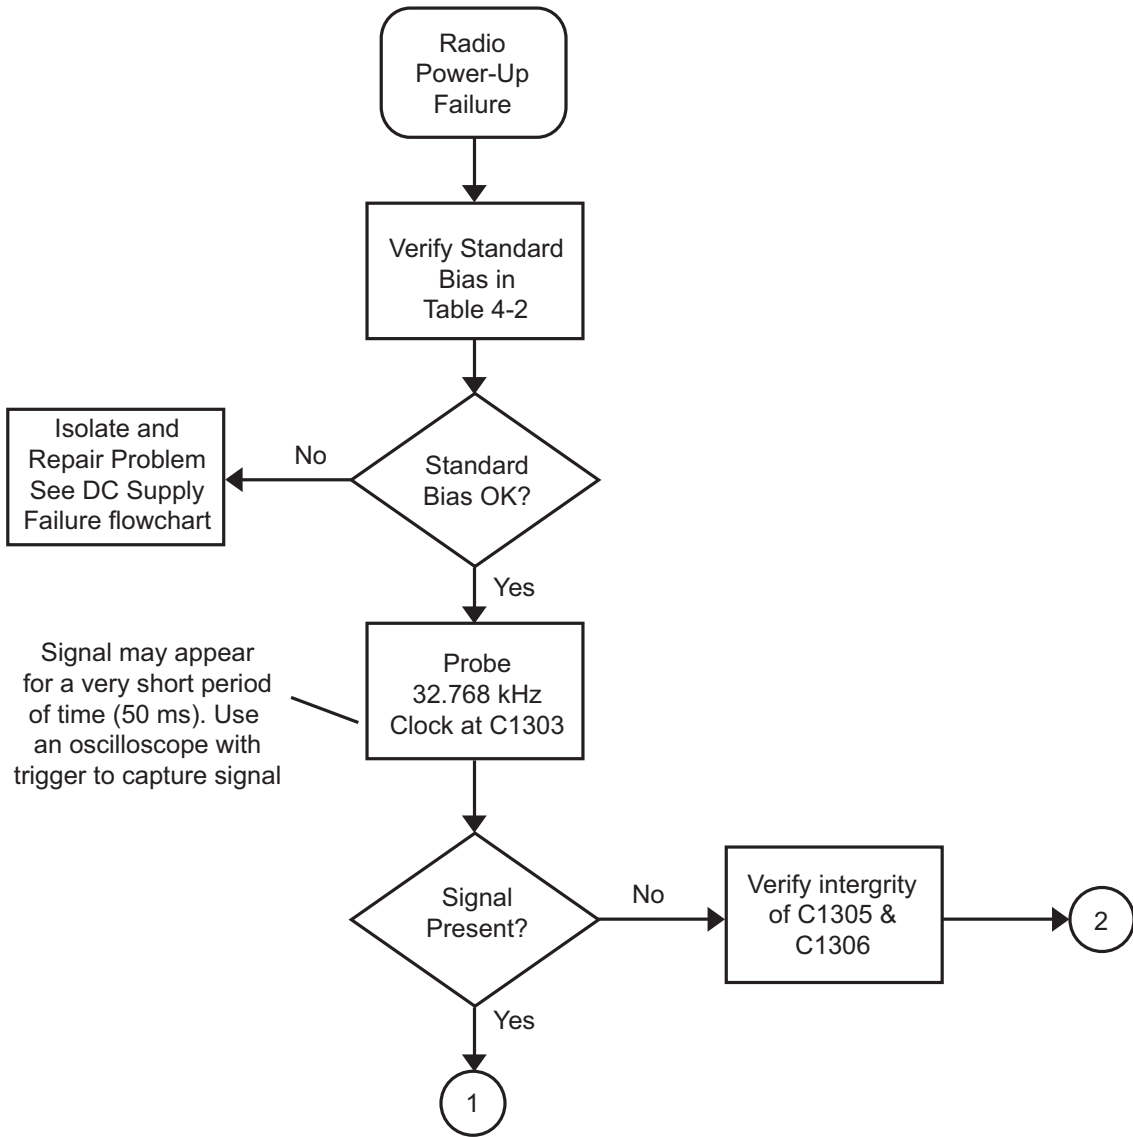 Radio
Power-Up
Failure
Verify Standard
Bias in
Table 4-2
Isolate and
Repair Problem
See DC Supply
Failure flowchart
No
Standard
Bias OK?
Yes
Signal may appear
for a very short period
of time (50 ms). Use
an oscilloscope with
trigger to capture signal
Probe
32.768 kHz
Clock at C1303
Signal
Present?
No
Verify intergrity
of C1305 &
C1306
2
Yes
1